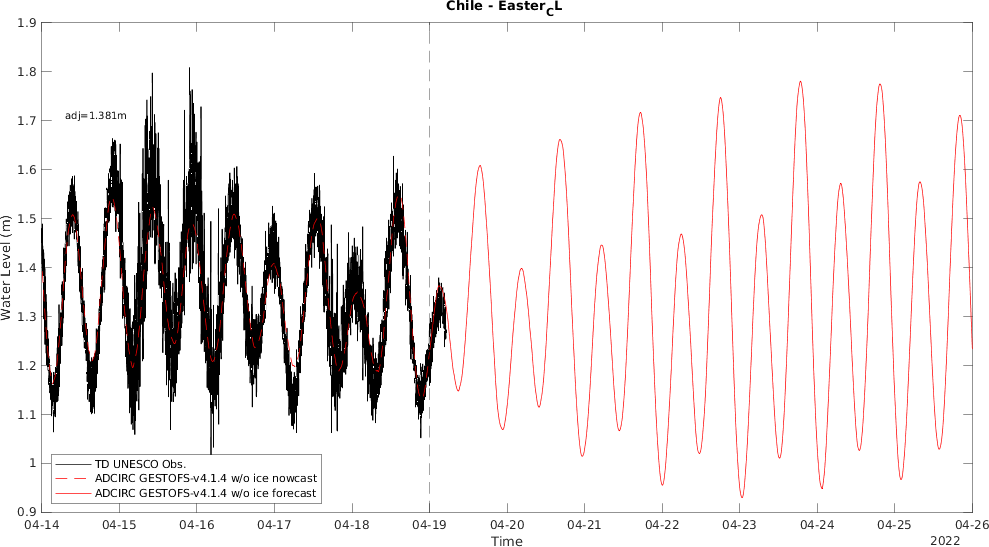 Chile - Easter_CL
1.9
1.8
1.7
1.6
1.5
1.4
1.3
1.2
1.1
1
0.9
Water Level (m)
adj=1.381m
TD UNESCO Obs.
ADCIRC GESTOFS-v4.1.4 w/o ice nowcast
ADCIRC GESTOFS-v4.1.4 w/o ice forecast
04-14 04-15 04-16 04-17 04-18 04-19 04-20 04-21 04-22 04-23 04-24 04-25 04-26
Time
2022